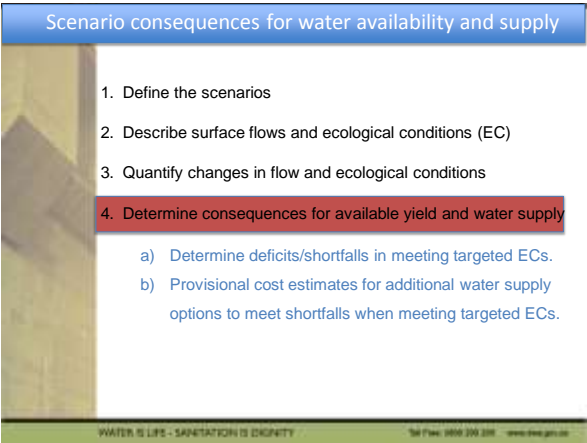 Scenario consequences for water availability and supply
1. Define the scenarios
2. Describe surface flows and ecological conditions (EC)
3. Quantify changes in flow and ecological conditions
4. Determine consequences for available yield and water supply
a) Determine deficits/shortfalls in meeting targeted ECs.
b) Provisional cost estimates for additional water supply
options to meet shortfalls when meeting targeted ECs.
WATER IS LIFE - SANITATION IS DIGNITY